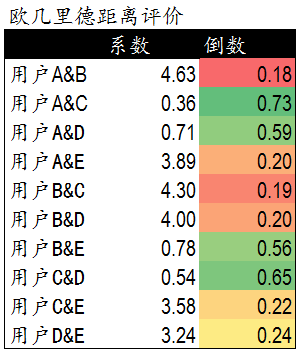 欧几里德距离评价
系数 倒数
用户A&B 4.63 0.18
用户A&C 0.36 0.73
用户A&D 0.71 0.59
用户A&E 3.89 0.20
用户B&C 4.30 0.19
用户B&D 4.00 0.20
用户B&E 0.78 0.56
用户C&D 0.54 0.65
用户C&E 3.58 0.22
用户D&E 3.24 0.24